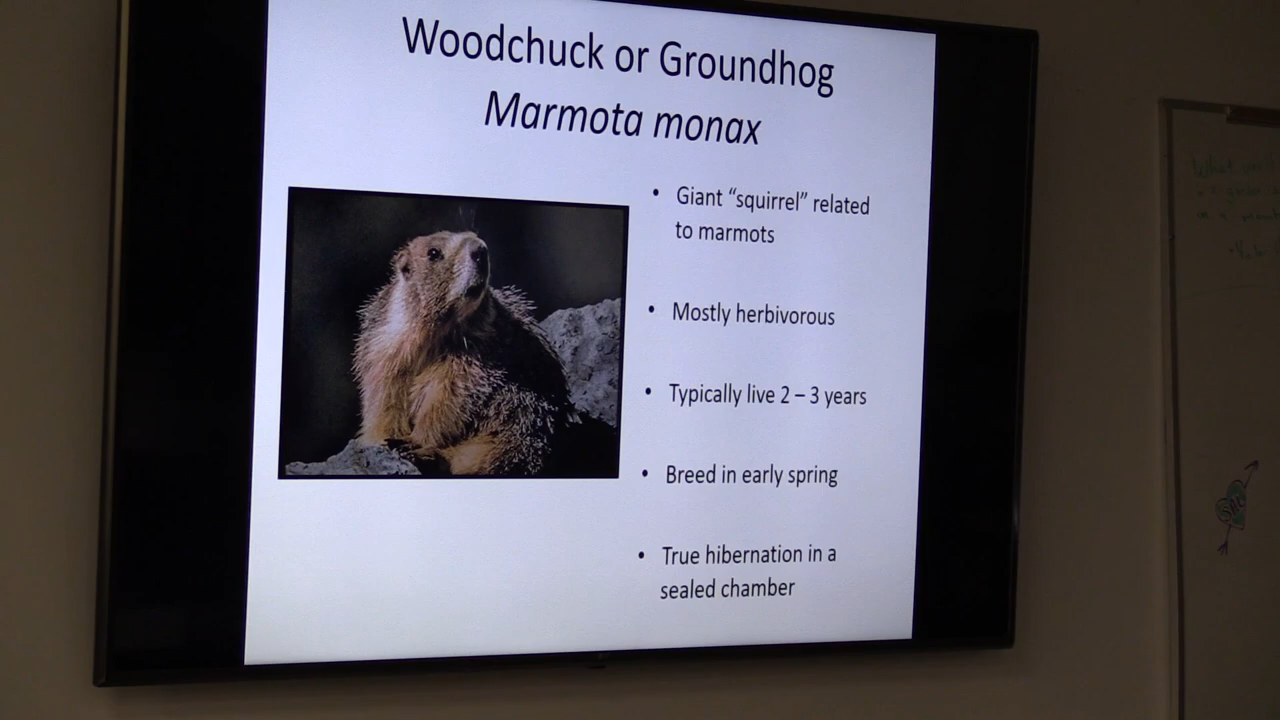 Woodchuck or Groundhog
Marmota monax
• Giant “squirrel” related
to marmots
• Mostly herbivorous
• Typically live 2 – 3 years
• Breed in early spring
• True hibernation in a
sealed chamber
What